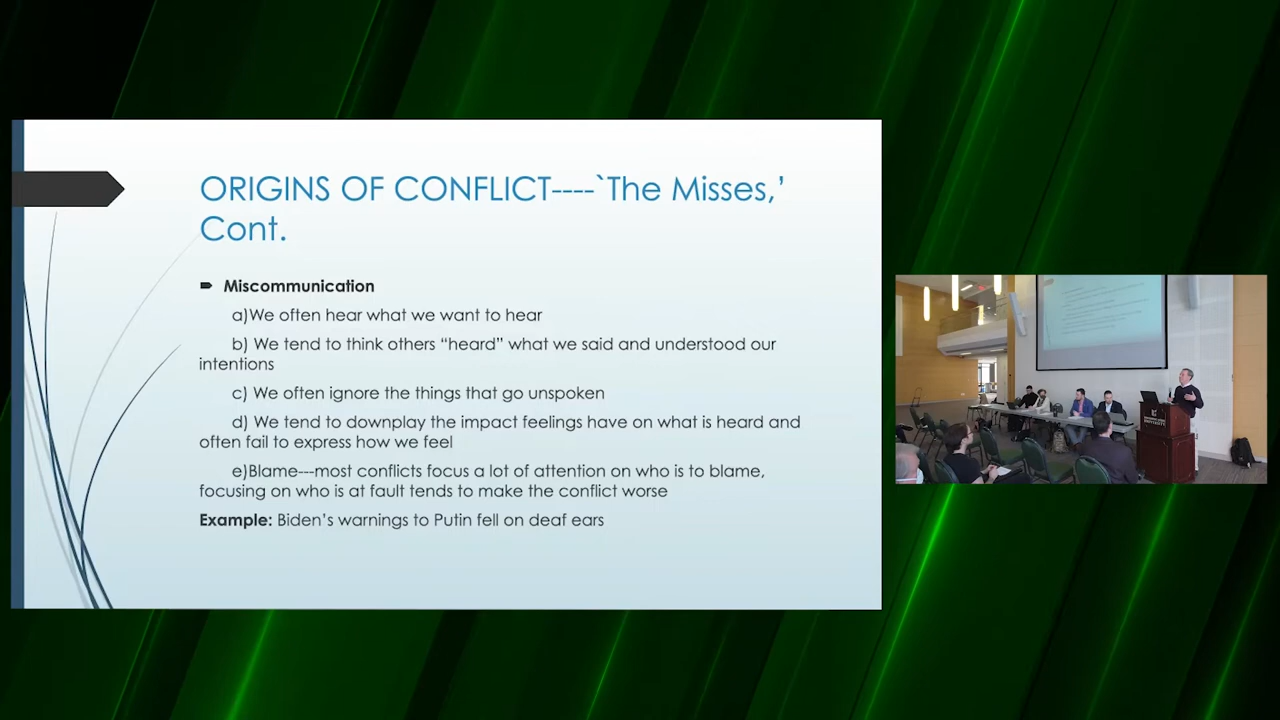 ORIGINS OF CONFLICT----`The Misses,’
Cont.
Miscommunication
a)We often hear what we want to hear
b) We tend to think others “heard” what we said and understood our
intentions
c) We often ignore the things that go unspoken
d) We tend to downplay the impact feelings have on what is heard and
often fail to express how we feel
e)Blame---most conflicts focus a lot of attention on who is to blame,
focusing on who is at fault tends to make the conflict worse
Example: Biden’s warnings to Putin fell on deaf ears
UNIVERSITY